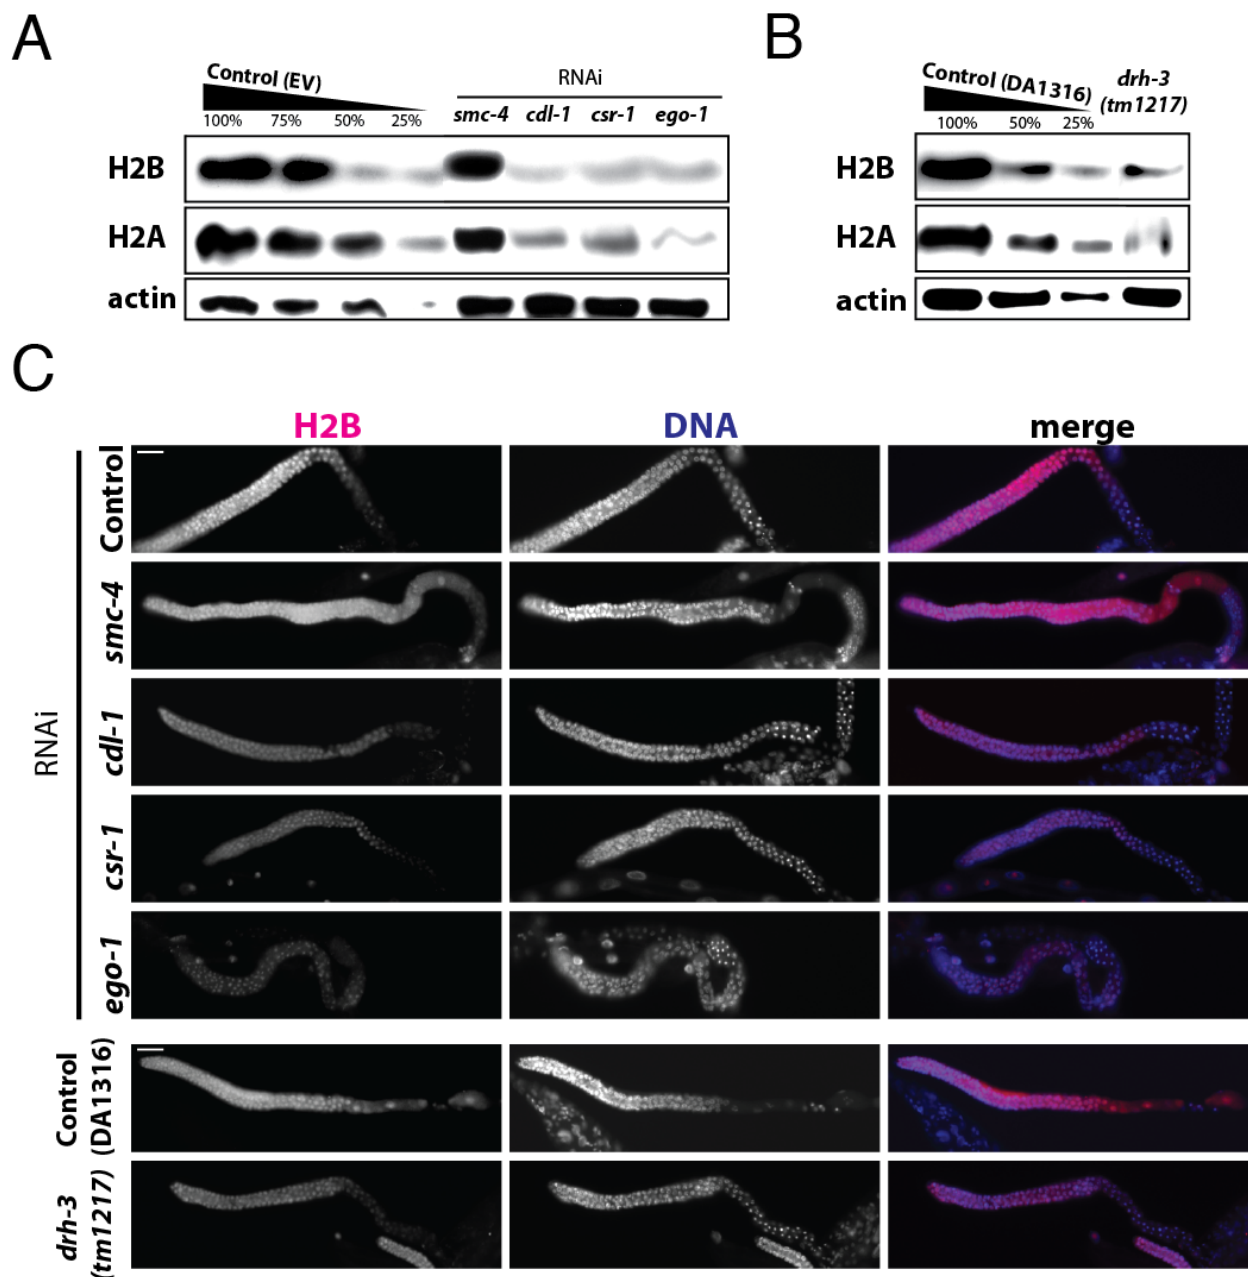 A
B
Control (EV)
RNAi
100% 75% 50% 25%
smc-4 cdl-1 csr-1 ego-1
H2B
H2A
actin
Control (DA1316)
drh-3
(tm1217)
100% 50% 25%
H2B
H2A
actin
C
H2B DNA merge
RNAi
Control
smc-4
cdl-1
csr-1
ego-1
Control
(DA1316)
drh-3
(tm1217)